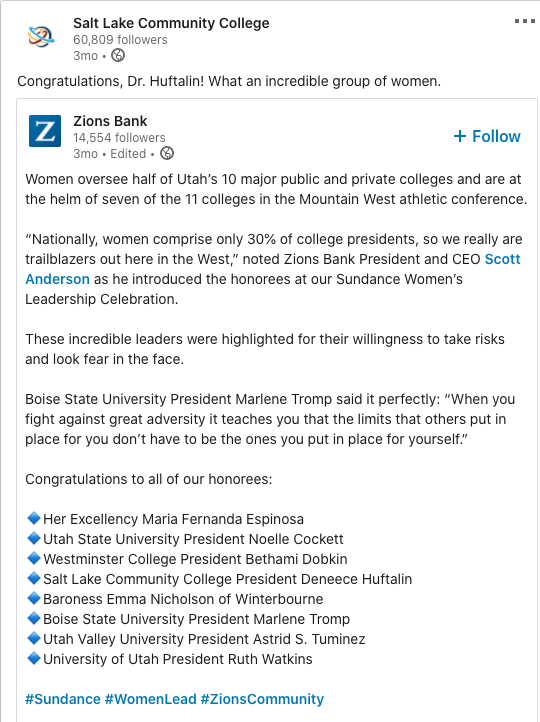 Salt Lake Community College
60,809 followers
3mo •
Congratulations, Dr. Huftalin! What an incredible group of women.
Z
Zions Bank
14,554 followers
3mo • Edited •
+ Follow
Women oversee half of Utah's 10 major public and private colleges and are at
the helm of seven of the 11 colleges in the Mountain West athletic conference.
“Nationally, women comprise only 30% of college presidents, so we really are
trailblazers out here in the West,” noted Zions Bank President and CEO Scott
Anderson as he introduced the honorees at our Sundance Women's
Leadership Celebration.
These incredible leaders were highlighted for their willingness to take risks
and look fear in the face.
Boise State University President Marlene Tromp said it perfectly: “When you
fight against great adversity it teaches you that the limits that others put in
place for you don't have to be the ones you put in place for yourself.”
Congratulations to all of our honorees:
🔷Her Excellency Maria Fernanda Espinosa
🔷Utah State University President Noelle Cockett
🔷Westminster College President Bethami Dobkin
🔷Salt Lake Community College President Deneece Huftalin
🔷Baroness Emma Nicholson of Winterbourne
🔷Boise State University President Marlene Tromp
🔷Utah Valley University President Astrid S. Tuminez
🔷University of Utah President Ruth Watkins
#Sundance #WomenLead #ZionsCommunity